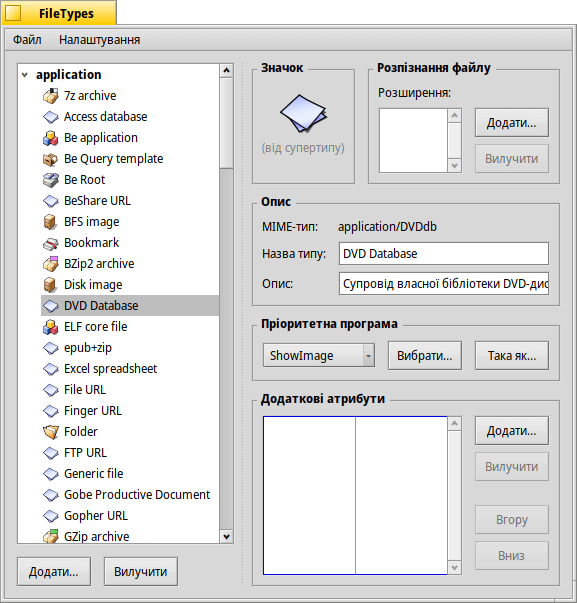 FileTypes
Файл Налаштування
application
7z archive
Access database
Be application
Be Query template
Be Root
BeShare URL
BFS image
Bookmark
BZip2 archive
Disk image
DVD Database
ELF core file
epub+zip
Excel spreadsheet
File URL
Finger URL
Folder
FTP URL
Generic file
Gobe Productive Document
Gopher URL
GZip archive
Додати... Вилучити
Значок
(від супертипу)
Розпізнання файлу
Розширення:
Додати...
Вилучити
Опис
MIME-тип: application/DVDdb
Назва типу: DVD Database
Опис: Супровід власної бібліотеки DVD-дис
Пріоритетна програма
ShowImage Вибрати... Така як...
Додаткові атрибути
Додати...
Вилучити
Вгору
Вниз